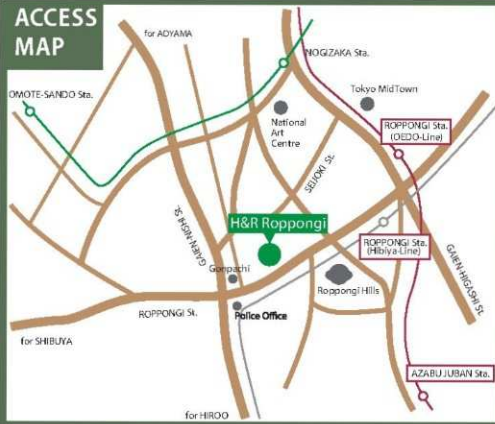 ACCESS
MAP
for AOYAMA
NOGIZAKA Sta.
OMOTE-SANDO Sta.
Tokyo MidTown
National
Art
Centre
ROPPONGI Sta.
(OEDO-Line)
SEIJOKI St.
H&R Roppongi
GAIEN-NISHI St.
ROPPONGI Sta.
(Hibiya-Line)
GAIEN-HIGASHI St.
Gonpachi
Roppongi Hills
ROPPONGI St.
Police Office
for SHIBUYA
AZABU JUBAN Sta.
for HIROO